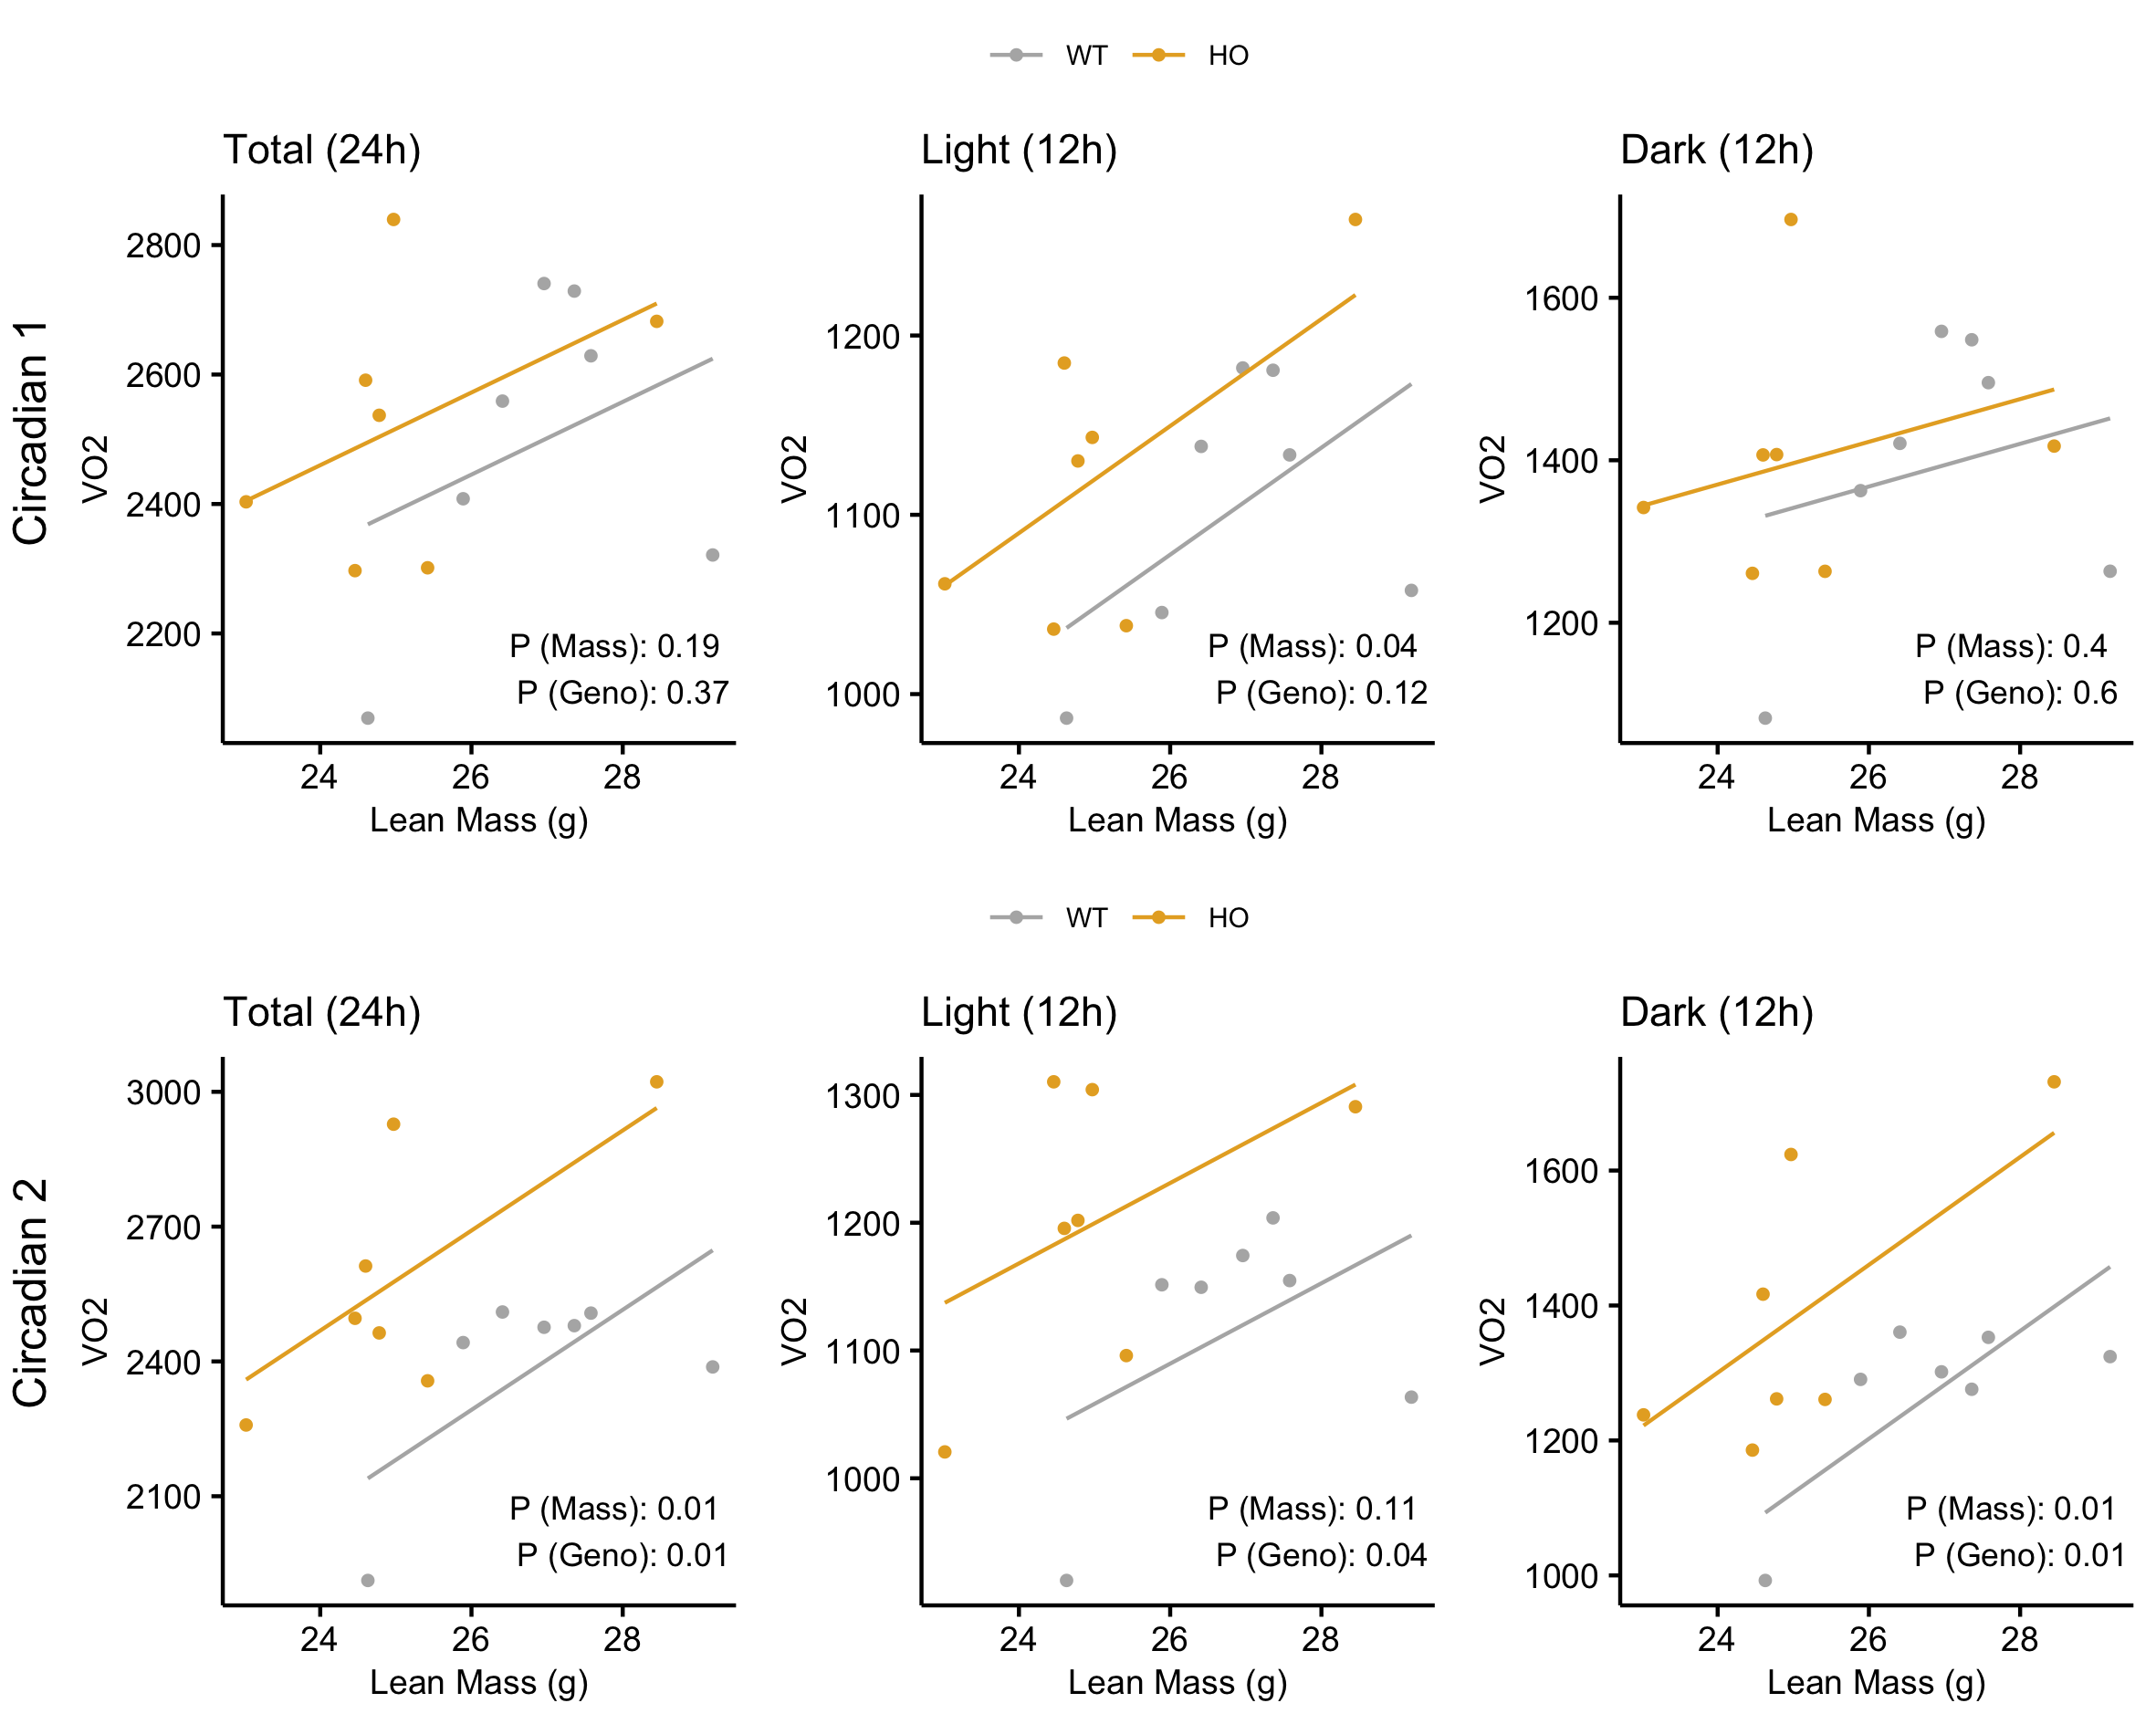 WT HO
Circadian 1
Total (24h)
VO2
2800
2600
2400
2200
P (Mass): 0.19
P (Geno): 0.37
24 26 28
Lean Mass (g)
Light (12h)
VO2
1200
1100
1000
P (Mass): 0.04
P (Geno): 0.12
24 26 28
Lean Mass (g)
Dark (12h)
VO2
1600
1400
1200
P (Mass): 0.4
P (Geno): 0.6
24 26 28
Lean Mass (g)
WT HO
Circadian 2
Total (24h)
VO2
3000
2700
2400
2100
P (Mass): 0.01
P (Geno): 0.01
24 26 28
Lean Mass (g)
Light (12h)
VO2
1300
1200
1100
1000
P (Mass): 0.11
P (Geno): 0.04
24 26 28
Lean Mass (g)
Dark (12h)
VO2
1600
1400
1200
1000
P (Mass): 0.01
P (Geno): 0.01
24 26 28
Lean Mass (g)